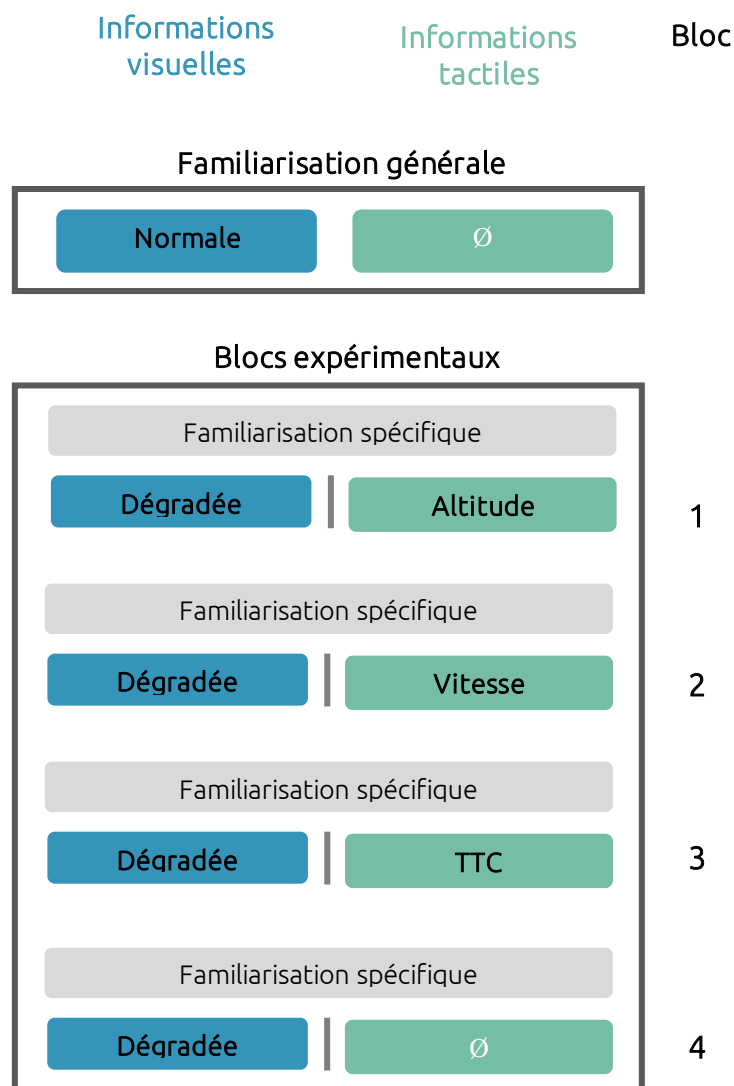 Informations
visuelles
Informations
tactiles
Bloc
Familiarisation générale
Normale
Ø
Blocs expérimentaux
Familiarisation spécifique
Dégradée
Altitude
1
Familiarisation spécifique
Dégradée
Vitesse
2
Familiarisation spécifique
Dégradée
TTC
3
Familiarisation spécifique
Dégradée
Ø
4